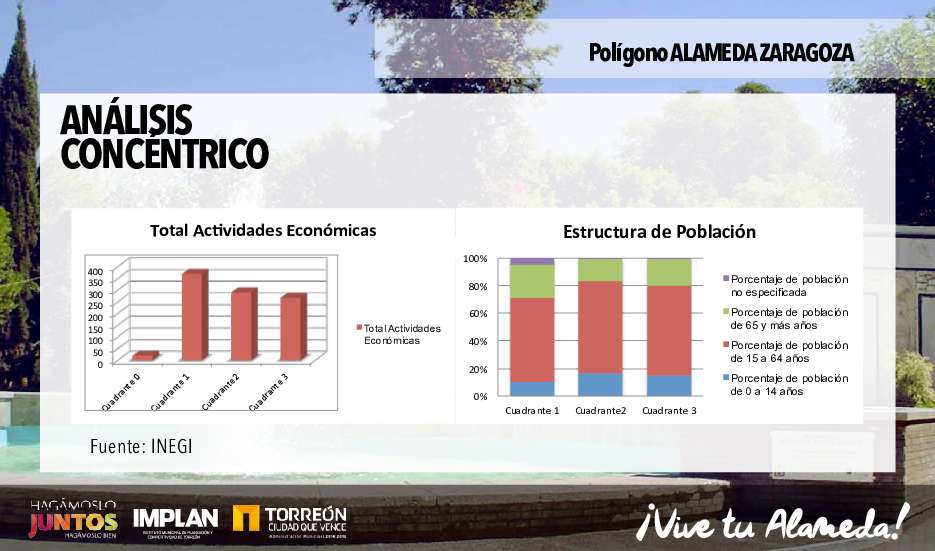 Polígono ALAMEDA ZARAGOZA
ANÁLISIS
CONCÉNTRICO
Total Actividades Económicas
400
350
300
250
200
150
100
50
0
Cuadrante 0
Cuadrante 1
Cuadrante2
Cuadrante 3
Total Actividades
Económicas
Estructura de Población
100%
80%
60%
40%
20%
0%
Cuadrante 1
Cuadrante2
Cuadrante 3
Porcentaje de población
no especificada
Porcentaje de población
de 65 y más años
Porcentaje de población
de 15 a 64 años
Porcentaje de población
de 0 a 14 años
Fuente: INEGI
HAGÁMOSLO
JUNTOS
HAGÁMOSLO BIEN
IMPLAN
INSTITUTO MUNICIPAL DE PLANEACIÓN Y
COMPETITIVIDAD DE TORREÓN
TORREÓN
CIUDAD QUE VENCE
¡Vive tu Alameda!